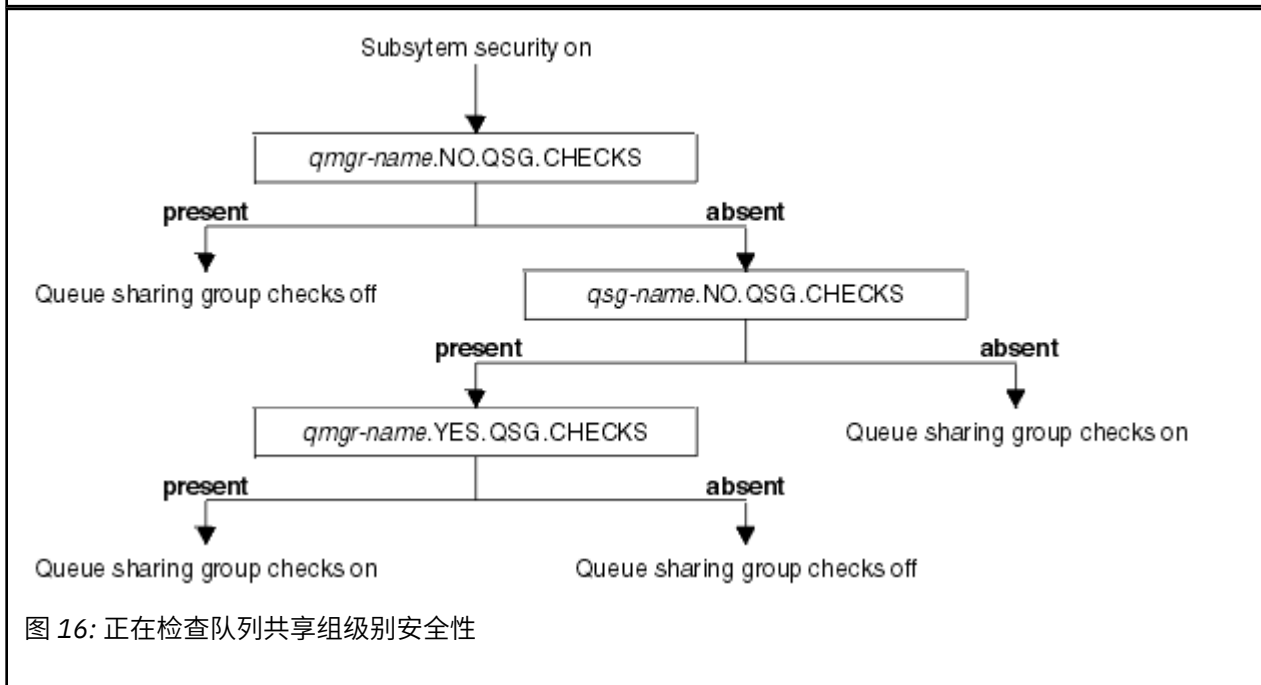 Subsytem security on
qmgr-name.NO.QSG.CHECKS
present absent
Queue sharing group checks off
qsg-name.NO.QSG.CHECKS
present absent
qmgr-name.YES.QSG.CHECKS
Queue sharing group checks on
present absent
Queue sharing group checks on
Queue sharing group checks off
图 16: 正在检查队列共享组级别安全性